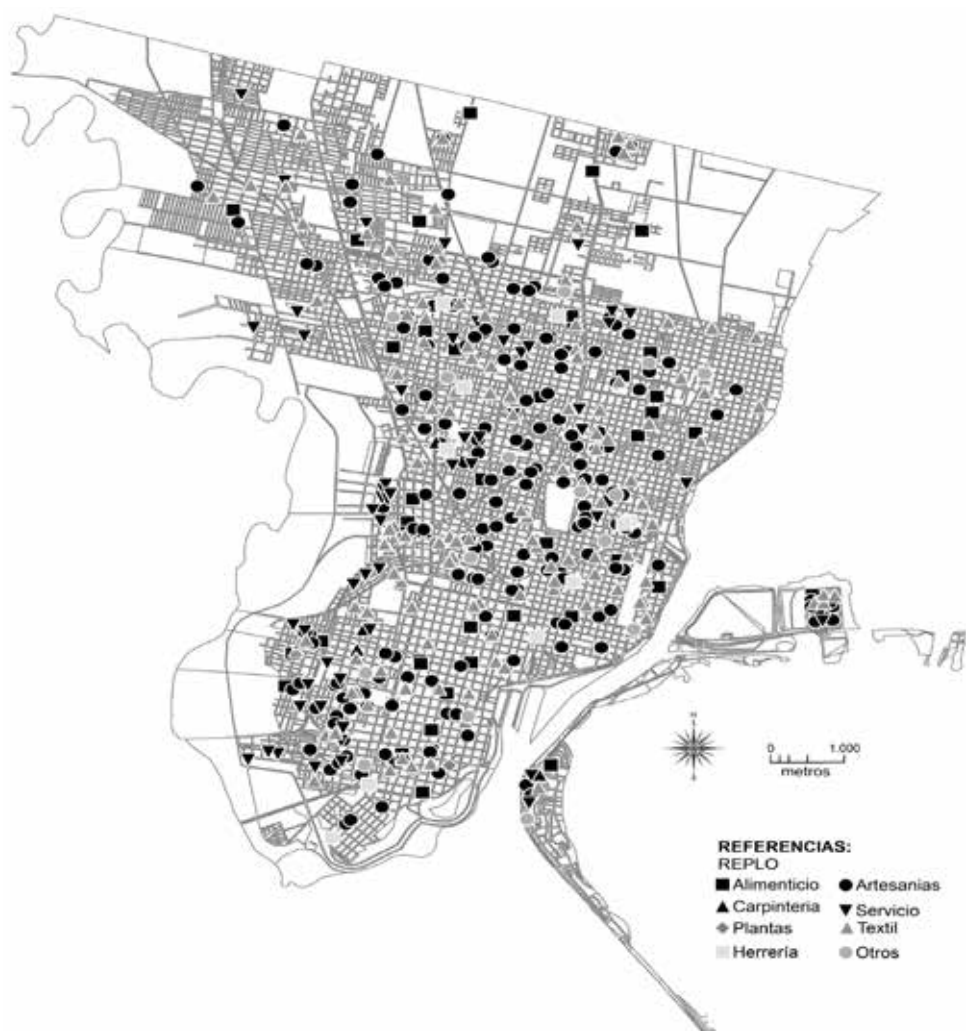 N
0 1.000
metros
REFERENCIAS:
REPLO
Alimenticio Artesanias
Carpinteria Servicio
Plantas Textil
Herrería Otros